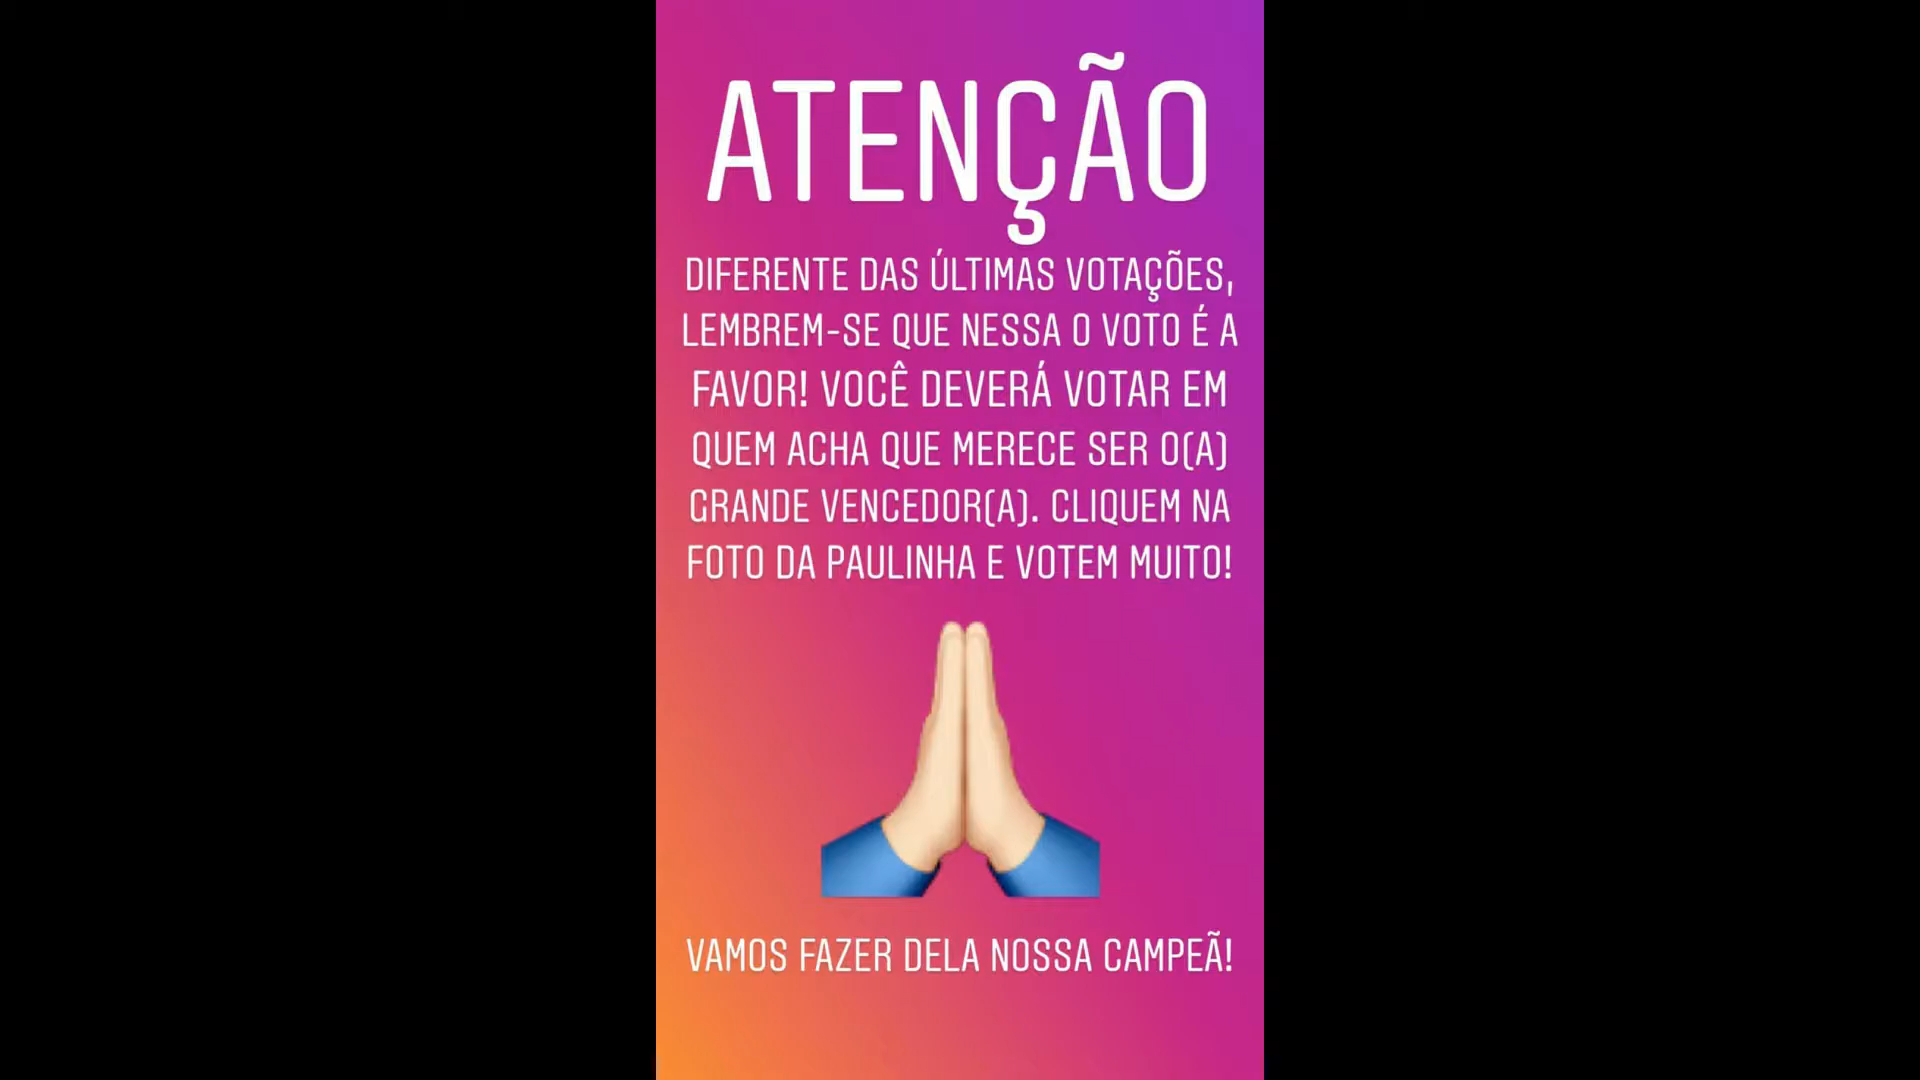 ATENÇÃO
DIFERENTE DAS ÚLTIMAS VOTAÇÕES,
LEMBREM-SE QUE NESSA O VOTO É A
FAVOR! VOCÊ DEVERÁ VOTAR EM
QUEM ACHA QUE MERECE SER O(A)
GRANDE VENCEDOR(A). CLIQUEM NA
FOTO DA PAULINHA E VOTEM MUITO!
VAMOS FAZER DELA NOSSA CAMPEÃ!